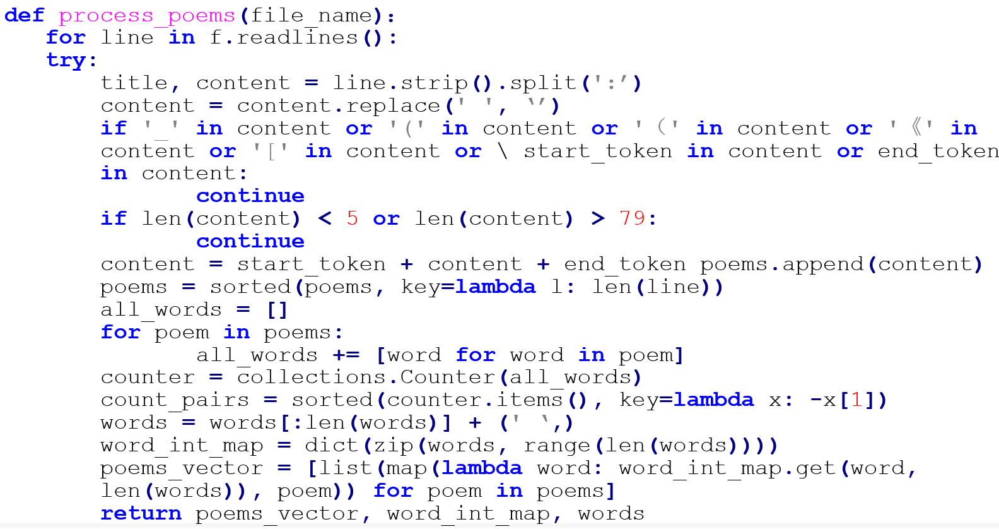 def process_poems(file_name):
for line in f.readlines():
try:
title, content = line.strip().split(':’)
content = content.replace(' ', ‘’)
if '_' in content or '(' in content or '（' in content or '《' in
content or '[' in content or \ start_token in content or end_token
in content:
continue
if len(content) < 5 or len(content) > 79:
continue
content = start_token + content + end_token poems.append(content)
poems = sorted(poems, key=lambda l: len(line))
all_words = []
for poem in poems:
all_words += [word for word in poem]
counter = collections.Counter(all_words)
count_pairs = sorted(counter.items(), key=lambda x: -x[1])
words = words[:len(words)] + (' ‘,)
word_int_map = dict(zip(words, range(len(words))))
poems_vector = [list(map(lambda word: word_int_map.get(word,
len(words)), poem)) for poem in poems]
return poems_vector, word_int_map, words